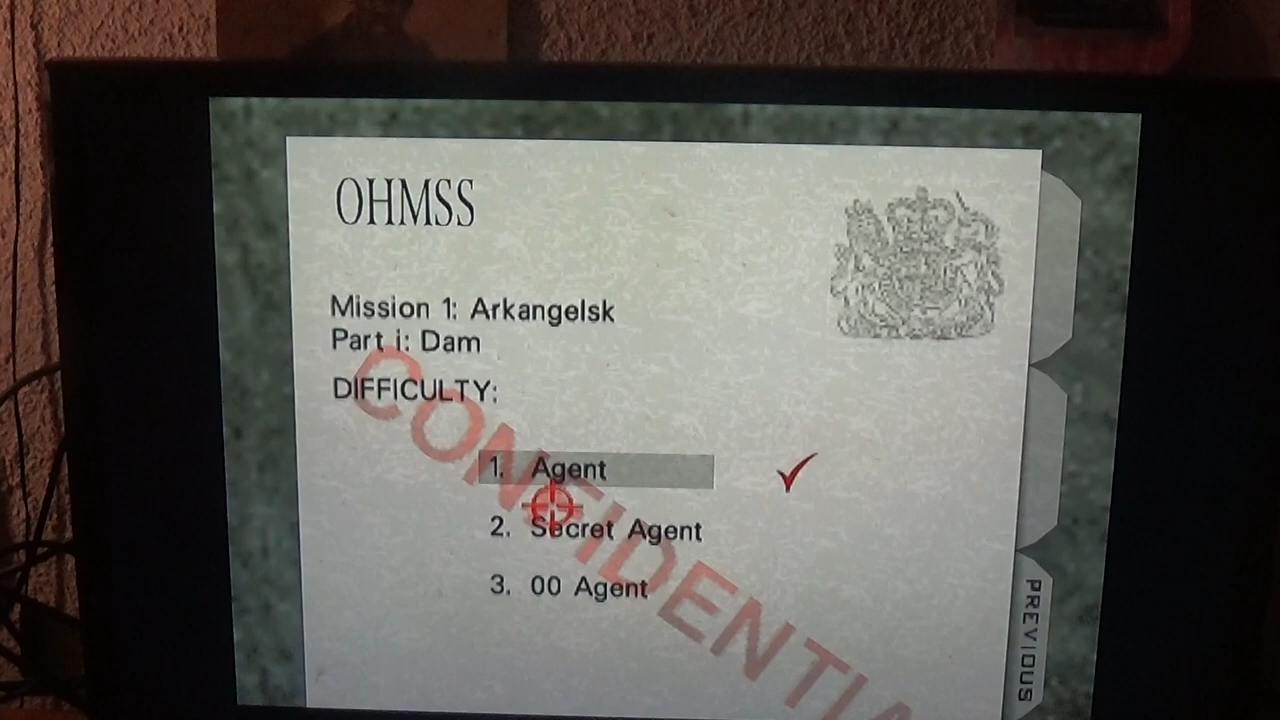 OHMSS
Mission 1: Arkangelsk
Part i: Dam
DIFFICULTY:
1. Agent
2. Secret Agent
3. 00 Agent
CONFIDENTIA
PREVIOUS